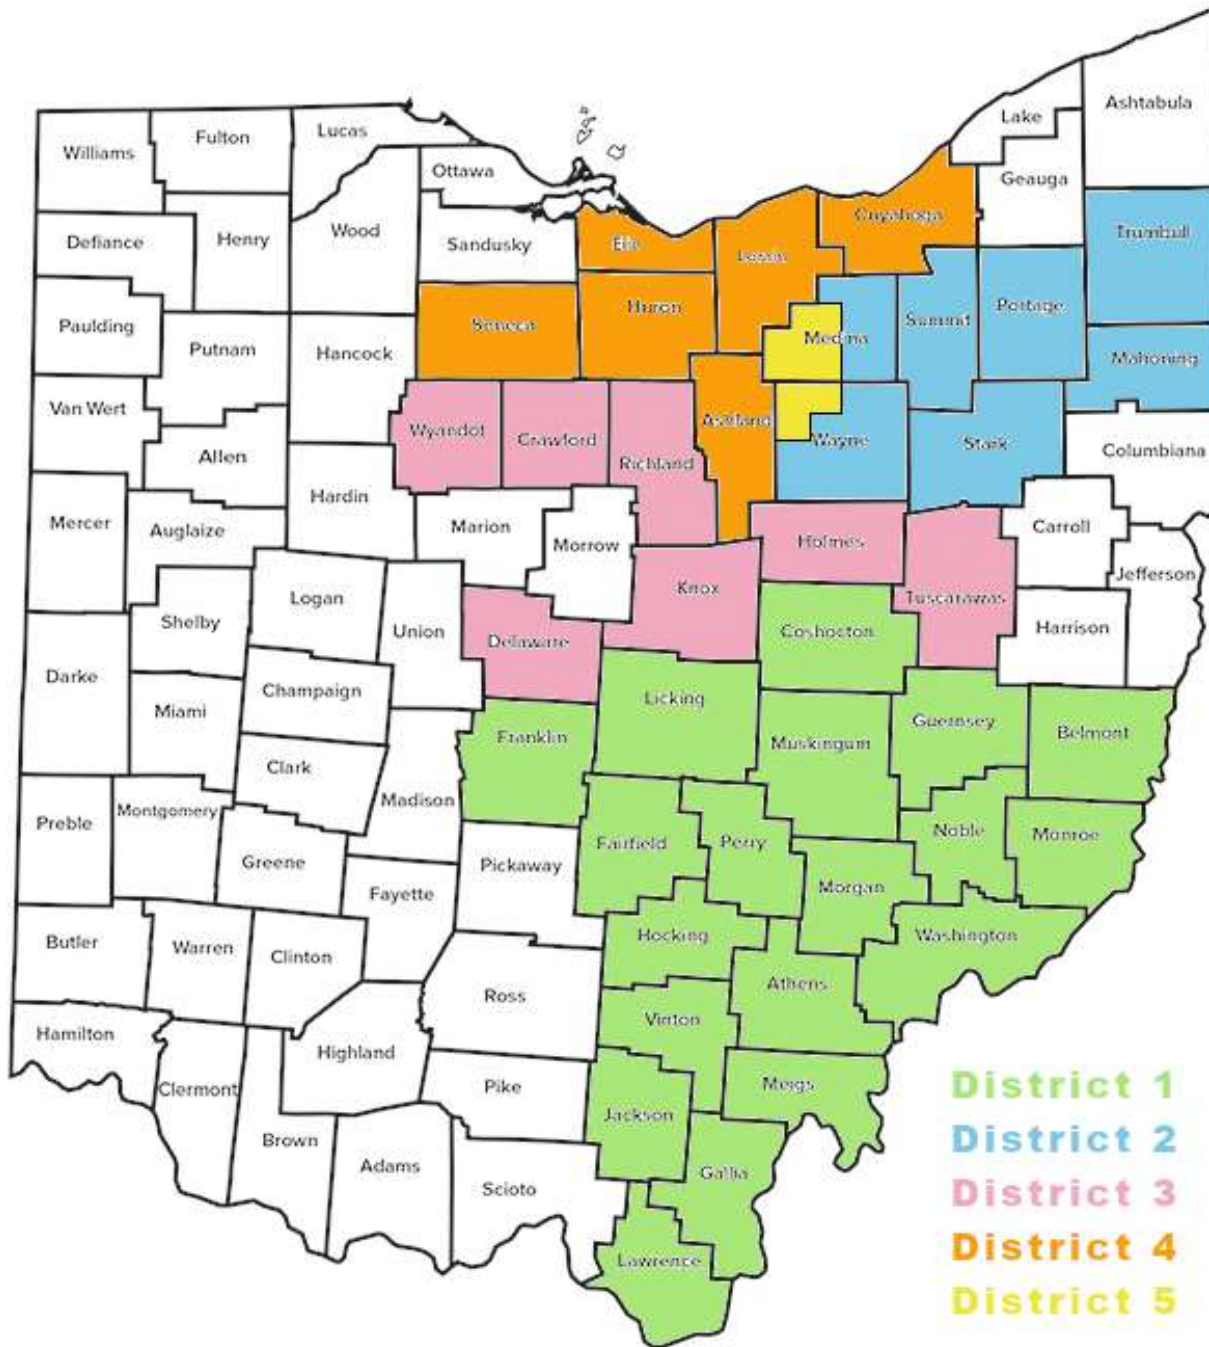 Ashtabula
Lake
Lucas
Fulton
Williams
Ottawa
Geauga
Cuyahoga
Wood
Trumbull
Henry
Defiance
Sandusky
Erie
Lorain
Huron
Portage
Summit
Seneca
Paulding
Medina
Putnam
Hancock
Mahoning
Van Wert
Ashland
Wyandot
Crawford
Wayne
Stark
Columbiana
Allen
Richland
Hardin
Mercer
Auglaize
Marion
Carroll
Holmes
Morrow
Jefferson
Knox
Logan
Tuscarawas
Shelby
Union
Coshocton
Harrison
Delaware
Darke
Champaign
Licking
Miami
Guernsey
Franklin
Belmont
Muskingum
Clark
Madison
Montgomery
Preble
Noble
Monroe
Fairfield
Perry
Greene
Pickaway
Morgan
Fayette
Hocking
Washington
Butler
Warren
Clinton
Athens
Ross
Vinton
Hamilton
Highland
Meigs
Clermont
Pike
Jackson
Brown
Adams
Gallia
Scioto
Lawrence
District 1
District 2
District 3
District 4
District 5